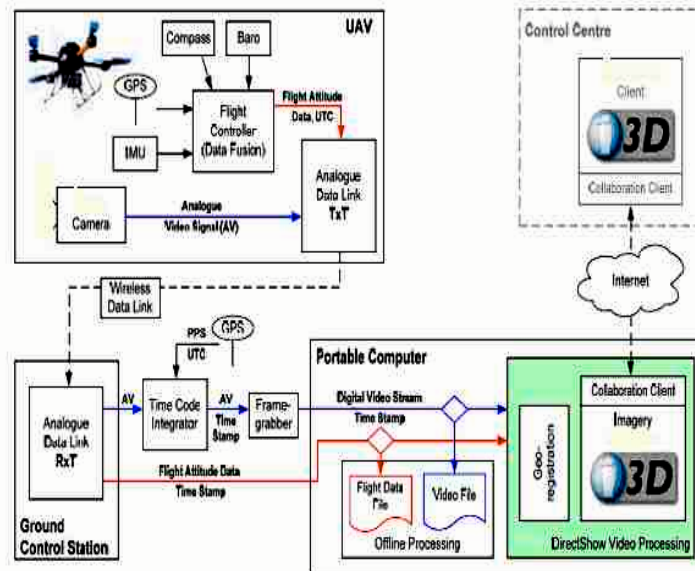 UAV
Compass
Baro
GPS
IMU
Flight
Controller
(Data Fusion)
Flight Attitude
Data, UTC
Camera
Analogue
Video Signal (AV)
Analogue
Data Link
TxT
Control Centre
Client
3D
Collaboration Client
Internet
Wireless
Data Link
PPS
UTC
GPS
Analogue
Data Link
RxT
Ground
Control Station
AV
Time Code
Integrator
AV
Time
Stamp
Frame-
grabber
Flight Attitude Data
Time Stamp
Portable Computer
Digital Video Stream
Time Stamp
Flight Data
File
Video File
Offline Processing
Geo-
registration
Collaboration Client
Imagery
3D
DirectShow Video Processing